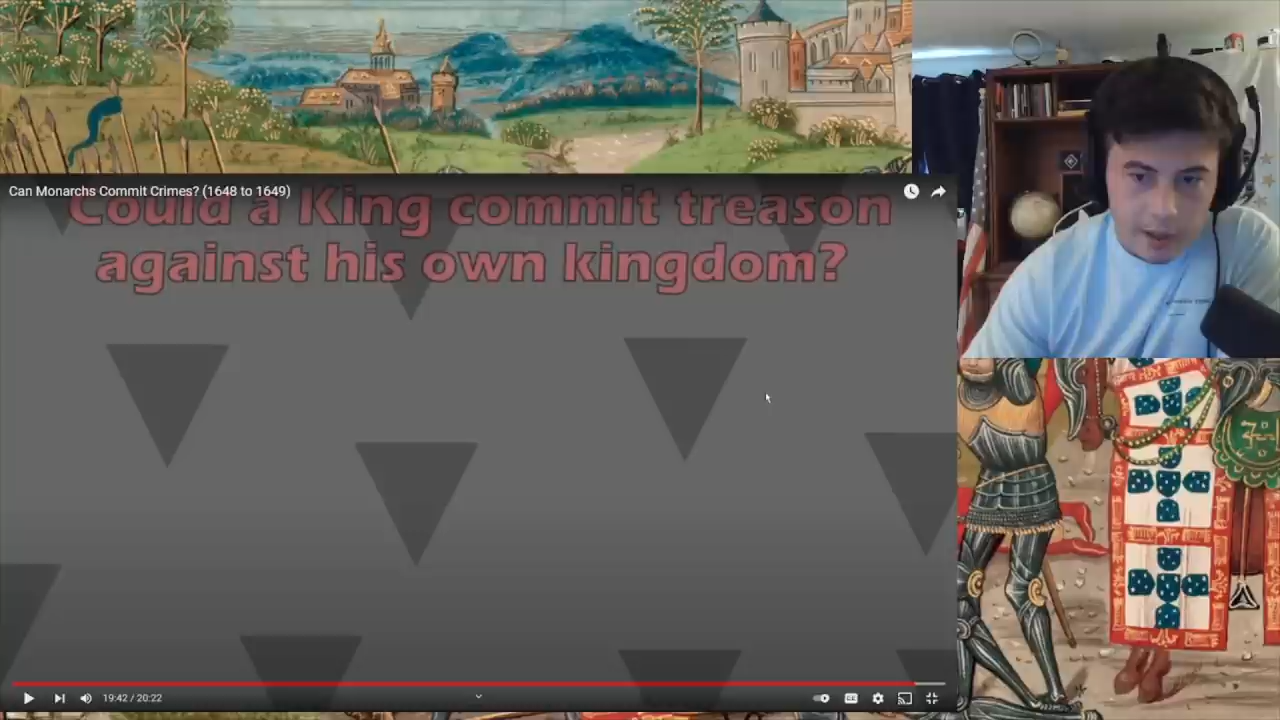 Can Monarchs Commit Crimes? (1648 to 1649)
Could a King commit treason
against his own kingdom?
19:42 / 20:22
CC